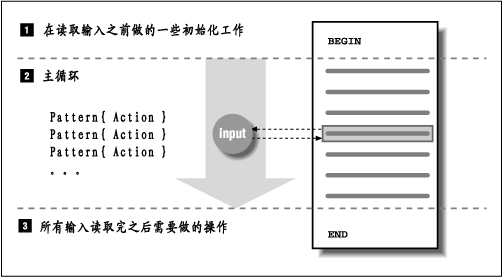 1 在读取输入之前做的一些初始化工作
BEGIN
2 主循环
Pattern{ Action }
Pattern{ Action }
Pattern{ Action }
. . .
input
3 所有输入读取完之后需要做的操作
END